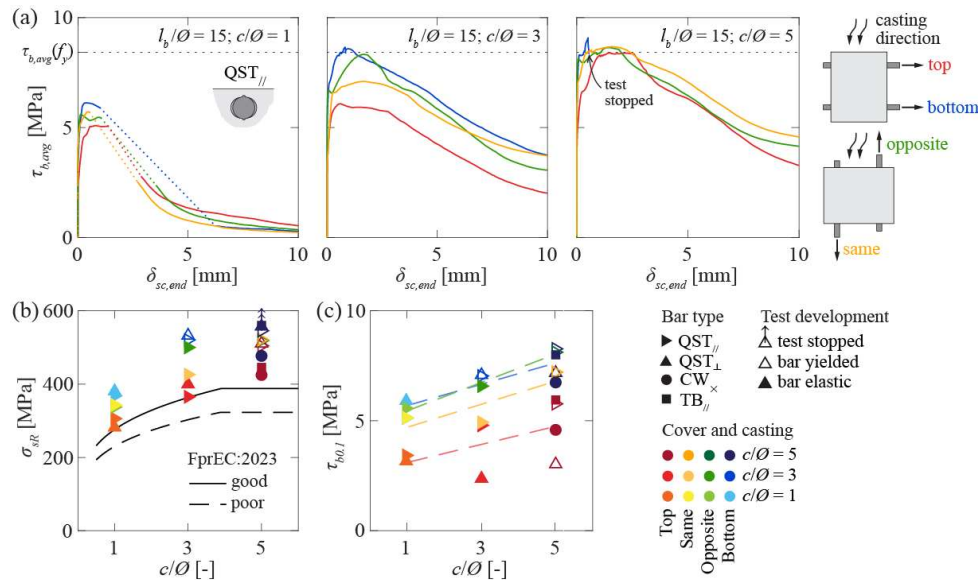 (a)
10
5
0
τb,avg(fy)
τb,avg [MPa]
lb/Ø = 15; c/Ø = 1
QST//
0 5 10
δsc,end [mm]
lb/Ø = 15; c/Ø = 3
0 5 10
δsc,end [mm]
lb/Ø = 15; c/Ø = 5
test
stopped
0 5 10
δsc,end [mm]
casting
direction
top
bottom
opposite
same
(b)
600
400
200
0
σsR [MPa]
FprEC:2023
good
poor
1 3 5
c/Ø [-]
(c)
10
5
0
τb0.1 [MPa]
1 3 5
c/Ø [-]
Bar type
QST//
QST⊥
CW×
TB//
Test development
test stopped
bar yielded
bar elastic
Cover and casting
c/Ø = 5
c/Ø = 3
c/Ø = 1
Top
Same
Opposite
Bottom